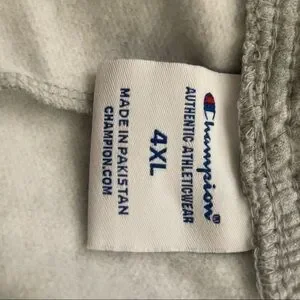 Champion®
AUTHENTIC ATHLETICWEAR
4XL
MADE IN PAKISTAN
CHAMPION.COM